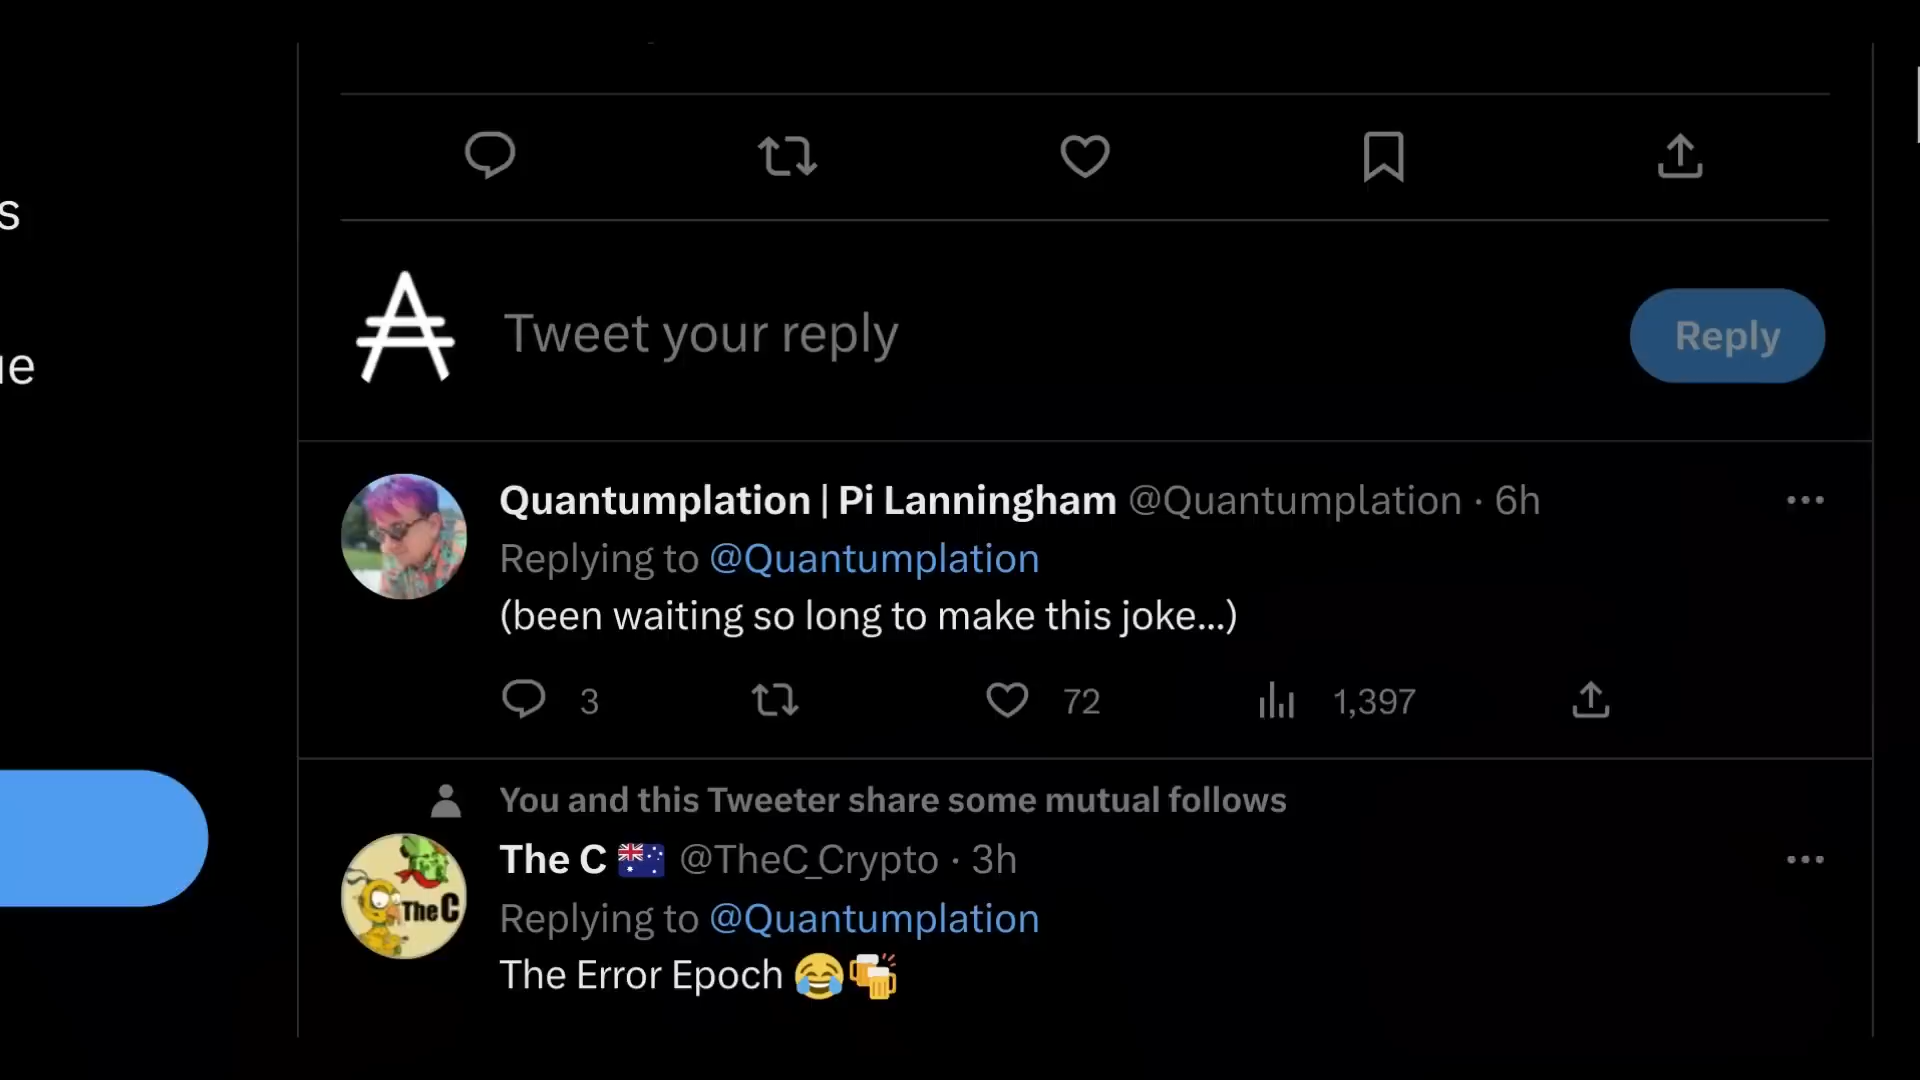 s
ue
Tweet your reply
Reply
Quantumplation | Pi Lanningham @Quantumplation · 6h
Replying to @Quantumplation
(been waiting so long to make this joke...)
3 72 1,397
You and this Tweeter share some mutual follows
The C 🇦🇺 @TheC_Crypto · 3h
The C
Replying to @Quantumplation
The Error Epoch 😂🍻